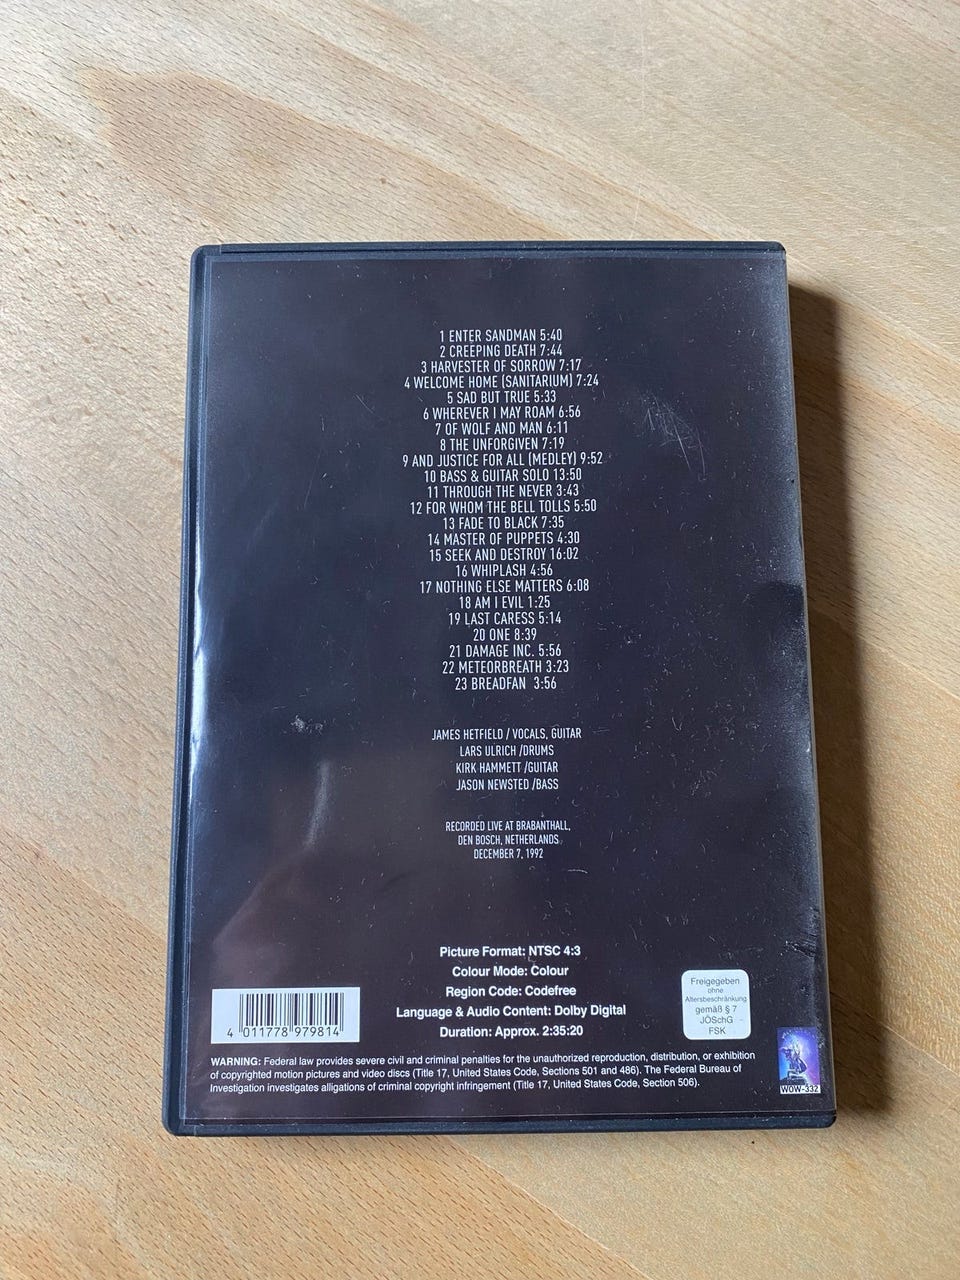 1 ENTER SANDMAN 5:40
2 CREEPING DEATH 7:44
3 HARVESTER OF SORROW 7:17
4 WELCOME HOME (SANITARIUM) 7:24
5 SAD BUT TRUE 5:33
6 WHEREVER I MAY ROAM 6:56
7 OF WOLF AND MAN 6:11
8 THE UNFORGIVEN 7:19
9 AND JUSTICE FOR ALL (MEDLEY) 9:52
10 BASS & GUITAR SOLO 13:50
11 THROUGH THE NEVER 3:43
12 FOR WHOM THE BELL TOLLS 5:50
13 FADE TO BLACK 7:35
14 MASTER OF PUPPETS 4:30
15 SEEK AND DESTROY 16:02
16 WHIPLASH 4:56
17 NOTHING ELSE MATTERS 6:08
18 AM I EVIL 1:25
19 LAST CARESS 5:14
20 ONE 8:39
21 DAMAGE INC. 5:56
22 METEORBREATH 3:23
23 BREADFAN 3:56
JAMES HETFIELD / VOCALS, GUITAR
LARS ULRICH /DRUMS
KIRK HAMMETT /GUITAR
JASON NEWSTED /BASS
RECORDED LIVE AT BRABANTHALL,
DEN BOSCH, NETHERLANDS
DECEMBER 7, 1992
Picture Format: NTSC 4:3
Colour Mode: Colour
Region Code: Codefree
Language & Audio Content: Dolby Digital
Duration: Approx. 2:35:20
4 011778 979814
Freigegeben
ohne
Altersbeschränkung
gemäß § 7
JÖSchG
FSK
WOW-332
WARNING: Federal law provides severe civil and criminal penalties for the unauthorized reproduction, distribution, or exhibition
of copyrighted motion pictures and video discs (Title 17, United States Code, Sections 501 and 486). The Federal Bureau of
Investigation investigates alligations of criminal copyright infringement (Title 17, United States Code, Section 506).